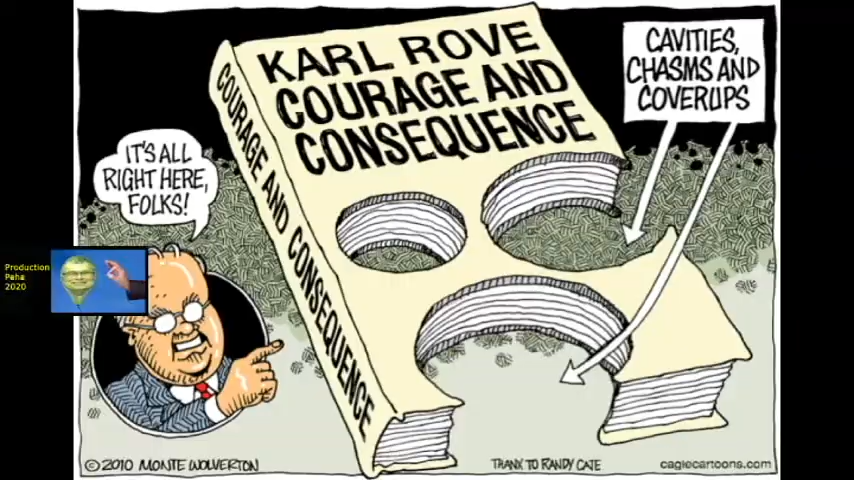 KARL ROVE
COURAGE AND
CONSEQUENCE
COURAGE AND CONSEQUENCE
CAVITIES,
CHASMS AND
COVERUPS
IT'S ALL
RIGHT HERE,
FOLKS!
Production
Peha
2020
© 2010 MONTE WOLVERTON
THANX TO RANDY CATE
caglecartoons.com